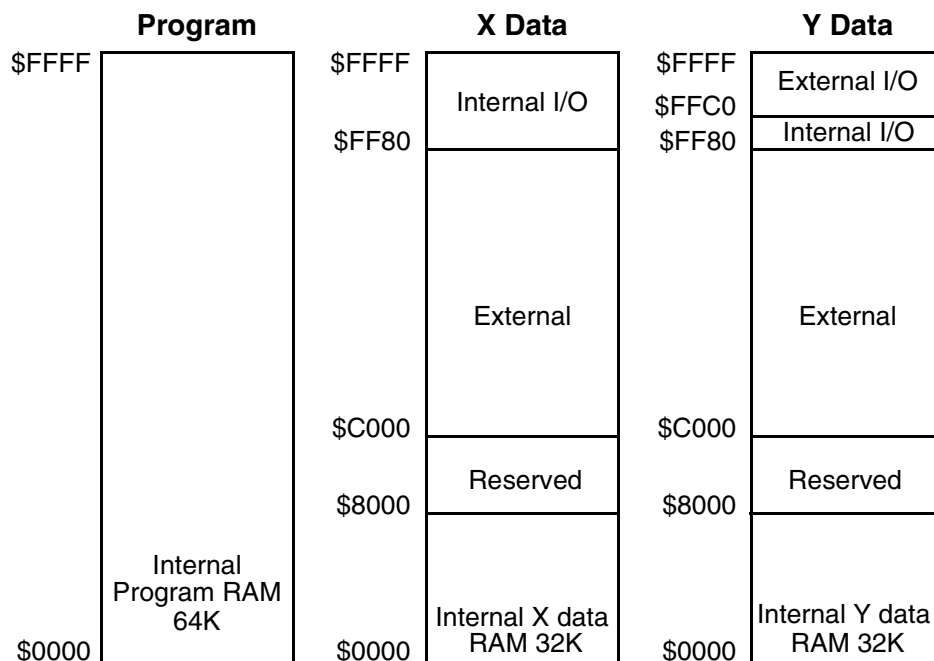 Program
$FFFF
Internal
Program RAM
64K
$0000
X Data
$FFFF
Internal I/O
$FF80
External
$C000
Reserved
$8000
Internal X data
RAM 32K
$0000
Y Data
$FFFF
External I/O
$FFC0
Internal I/O
$FF80
External
$C000
Reserved
$8000
Internal Y data
RAM 32K
$0000